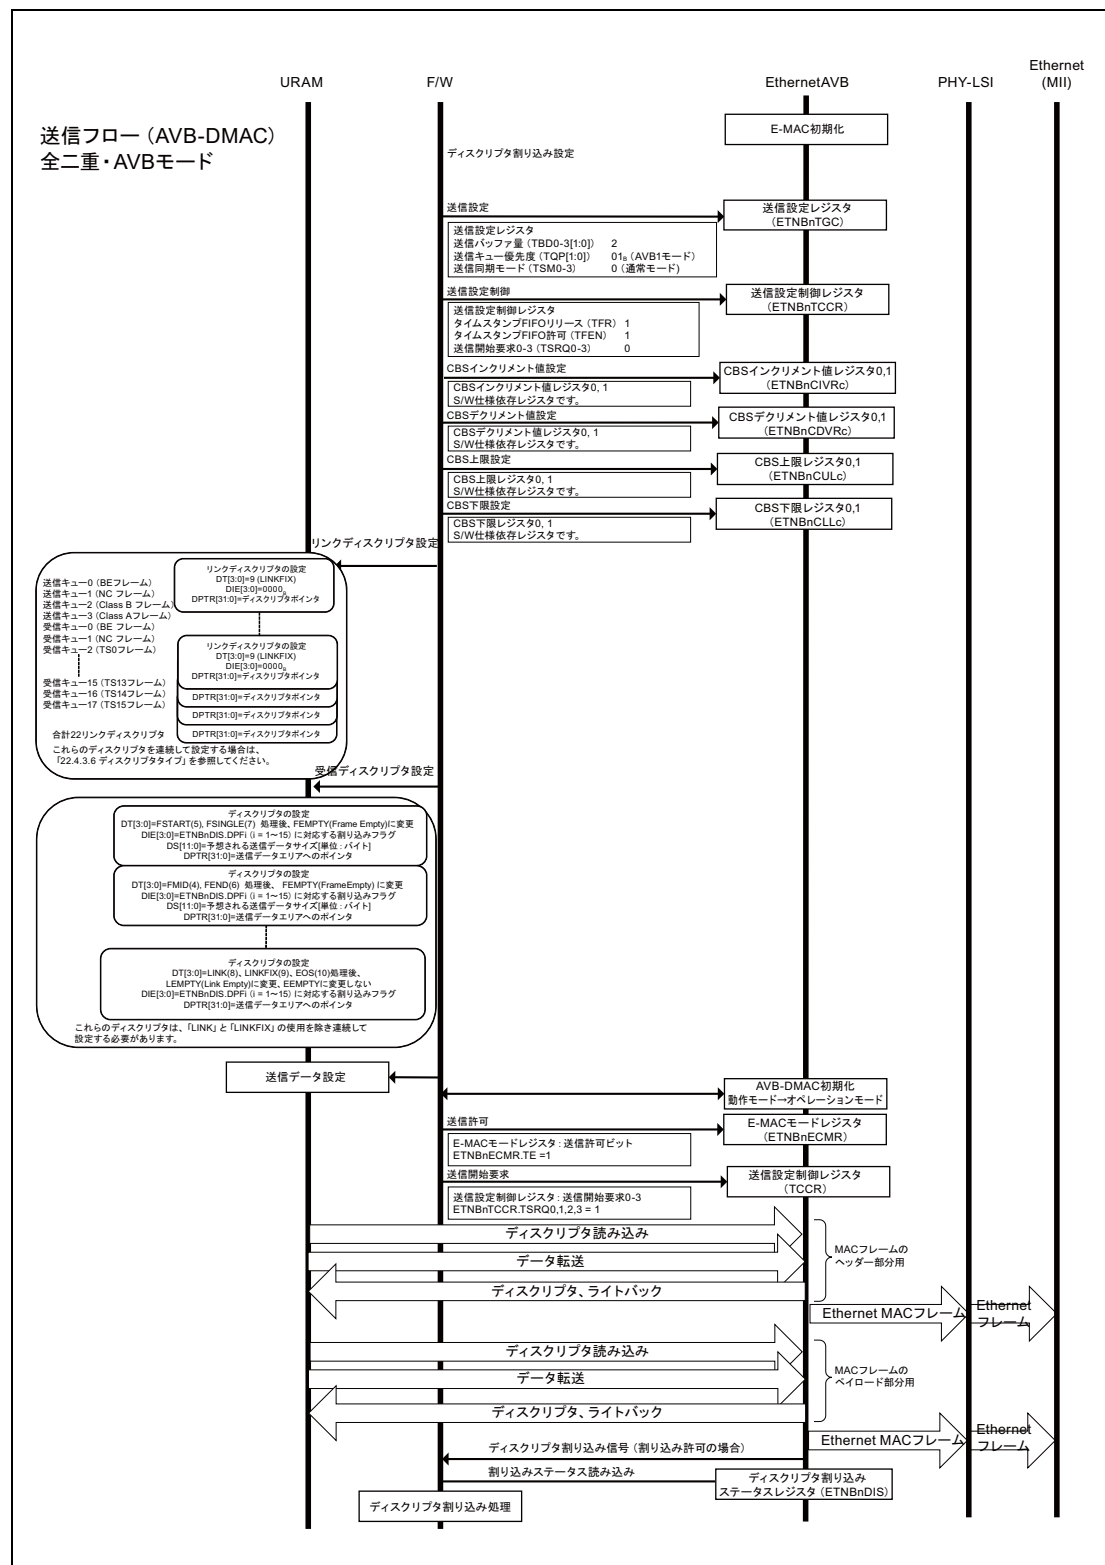 URAM
F/W
EthernetAVB
PHY-LSI
Ethernet
(MII)
送信フロー（AVB-DMAC）
全二重・AVBモード
E-MAC初期化
ディスクリプタ割り込み設定
送信設定
送信設定レジスタ
(ETNBnTGC)
送信設定レジスタ
送信バッファ量（TBD0-3[1:0]） 2
送信キュー優先度（TQP[1:0]） 01B（AVB1モード）
送信同期モード（TSM0-3） 0（通常モード）
送信設定制御
送信設定制御レジスタ
（ETNBnTCCR）
送信設定制御レジスタ
タイムスタンプFIFOリリース（TFR） 1
タイムスタンプFIFO許可（TFEN） 1
送信開始要求0-3（TSRQ0-3） 0
CBSインクリメント値設定
CBSインクリメント値レジスタ0,1
（ETNBnCIVRc）
CBSインクリメント値レジスタ0, 1
S/W仕様依存レジスタです。
CBSデクリメント値設定
CBSデクリメント値レジスタ0,1
（ETNBnCDVRc）
CBSデクリメント値レジスタ0, 1
S/W仕様依存レジスタです。
CBS上限設定
CBS上限レジスタ0,1
（ETNBnCULc）
CBS上限レジスタ0, 1
S/W仕様依存レジスタです。
CBS下限設定
CBS下限レジスタ0,1
（ETNBnCLLc）
CBS下限レジスタ0, 1
S/W仕様依存レジスタです。
リンクディスクリプタ設定
送信キュー0（BEフレーム）
送信キュー1（NC フレーム）
送信キュー2（Class B フレーム）
送信キュー3（Class Aフレーム）
受信キュー0（BE フレーム）
受信キュー1（NC フレーム）
受信キュー2（TS0フレーム）
受信キュー15（TS13フレーム）
受信キュー16（TS14フレーム）
受信キュー17（TS15フレーム）
リンクディスクリプタの設定
DT[3:0]=9 (LINKFIX)
DIE[3:0]=0000B
DPTR[31:0]=ディスクリプタポインタ
リンクディスクリプタの設定
DT[3:0]=9 (LINKFIX)
DIE[3:0]=0000B
DPTR[31:0]=ディスクリプタポインタ
DPTR[31:0]=ディスクリプタポインタ
DPTR[31:0]=ディスクリプタポインタ
DPTR[31:0]=ディスクリプタポインタ
合計22リンクディスクリプタ
これらのディスクリプタを連続して設定する場合は、
「22.4.3.6 ディスクリプタタイプ」を参照してください。
受信ディスクリプタ設定
ディスクリプタの設定
DT[3:0]=FSTART(5), FSINGLE(7) 処理後、FEMPTY(Frame Empty)に変更
DIE[3:0]=ETNBnDIS.DPFi（i = 1～15）に対応する割り込みフラグ
DS[11:0]=予想される送信データサイズ[単位：バイト]
DPTR[31:0]=送信データエリアへのポインタ
ディスクリプタの設定
DT[3:0]=FMID(4), FEND(6) 処理後、 FEMPTY(FrameEmpty) に変更
DIE[3:0]=ETNBnDIS.DPFi（i = 1～15）に対応する割り込みフラグ
DS[11:0]=予想される送信データサイズ[単位：バイト]
DPTR[31:0]=送信データエリアへのポインタ
ディスクリプタの設定
DT[3:0]=LINK(8)、LINKFIX(9)、EOS(10)処理後、
LEMPTY(Link Empty)に変更、EEMPTYに変更しない
DIE[3:0]=ETNBnDIS.DPFi（i = 1～15）に対応する割り込みフラグ
DPTR[31:0]=送信データエリアへのポインタ
これらのディスクリプタは、「LINK」と「LINKFIX」の使用を除き連続して
設定する必要があります。
送信データ設定
AVB-DMAC初期化
動作モード→オペレーションモード
送信許可
E-MACモードレジスタ
（ETNBnECMR）
E-MACモードレジスタ：送信許可ビット
ETNBnECMR.TE =1
送信開始要求
送信設定制御レジスタ
（TCCR）
送信設定制御レジスタ：送信開始要求0-3
ETNBnTCCR.TSRQ0,1,2,3 = 1
ディスクリプタ読み込み
データ転送
ディスクリプタ、ライトバック
MACフレームの
ヘッダー部分用
Ethernet MACフレーム
Ethernet
フレーム
ディスクリプタ読み込み
データ転送
ディスクリプタ、ライトバック
MACフレームの
ペイロード部分用
Ethernet MACフレーム
Ethernet
フレーム
ディスクリプタ割り込み信号（割り込み許可の場合）
割り込みステータス読み込み
ディスクリプタ割り込み
ステータスレジスタ（ETNBnDIS）
ディスクリプタ割り込み処理